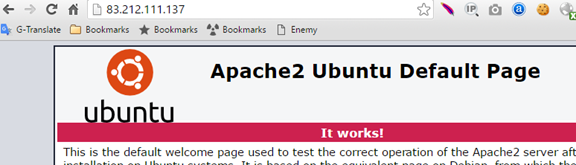 83.212.111.137
G-Translate Bookmarks Bookmarks Bookmarks Enemy
Apache2 Ubuntu Default Page
ubuntu
It works!
This is the default welcome page used to test the correct operation of the Apache2 server